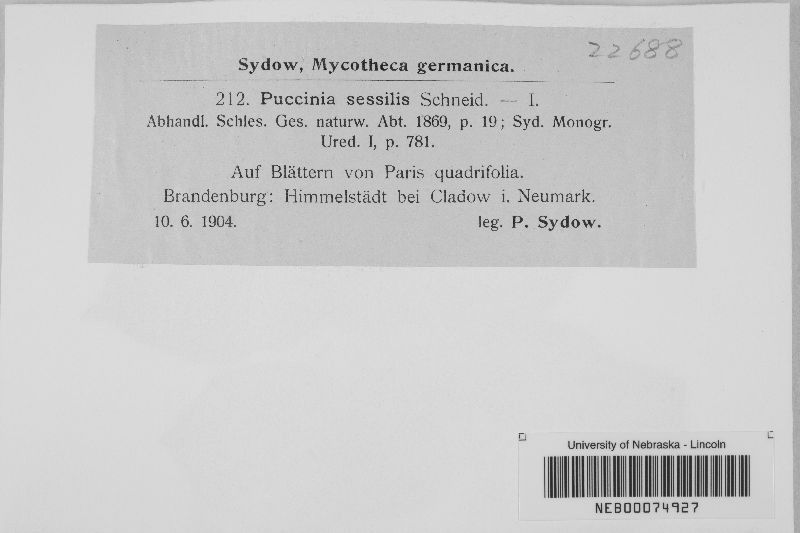 22688
Sydow, Mycotheca germanica.
212. Puccinia sessilis Schneid. — I.
Abhandl. Schles. Ges. naturw. Abt. 1869, p. 19; Syd. Monogr.
Ured. I, p. 781.
Auf Blättern von Paris quadrifolia.
Brandenburg: Himmelstädt bei Cladow i. Neumark.
10. 6. 1904. leg. P. Sydow.
University of Nebraska - Lincoln
NEB00074927